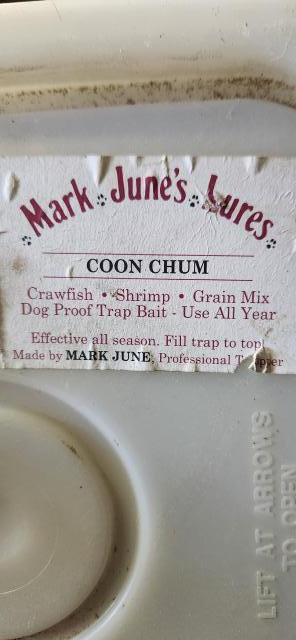 Mark June's Lures
COON CHUM
Crawfish • Shrimp • Grain Mix
Dog Proof Trap Bait - Use All Year
Effective all season. Fill trap to top!
Made by MARK JUNE, Professional
LIFT AT ARROWS
TO OPEN